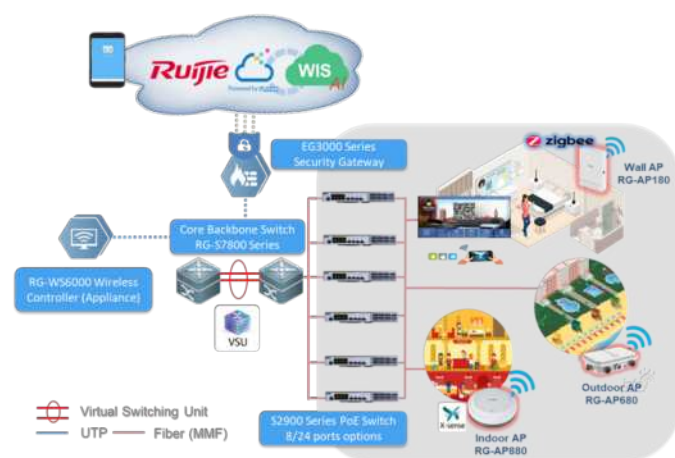 Ruijie
WIS
AI
EG3000 Series
Security Gateway
zigbee
Wall AP
RG-AP180
Core Backbone Switch
RG-S7800 Series
RG-WS6000 Wireless
Controller (Appliance)
VSU
Outdoor AP
RG-AP680
Virtual Switching Unit
UTP
Fiber (MMF)
S2900 Series PoE Switch
8/24 ports options
X-sense
Indoor AP
RG-AP880